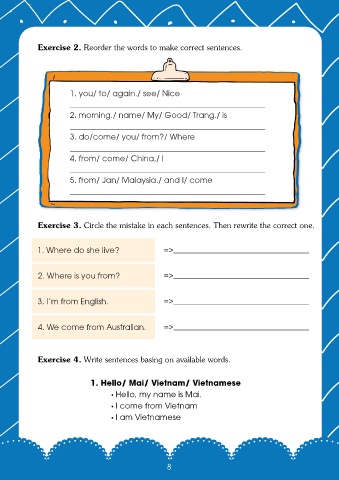 Exercise 2. Reorder the words to make correct sentences.
1. you/ to/ again./ see/ Nice
2. morning./ name/ My/ Good/ Trang./ is
3. do/come/ you/ from?/ Where
4. from/ come/ China./ I
5. from/ Jan/ Malaysia./ and I/ come
Exercise 3. Circle the mistake in each sentences. Then rewrite the correct one.
1. Where do she live? =>
2. Where is you from? =>
3. I'm from English. =>
4. We come from Australian. =>
Exercise 4. Write sentences basing on available words.
1. Hello/ Mai/ Vietnam/ Vietnamese
• Hello, my name is Mai.
• I come from Vietnam
• I am Vietnamese
8